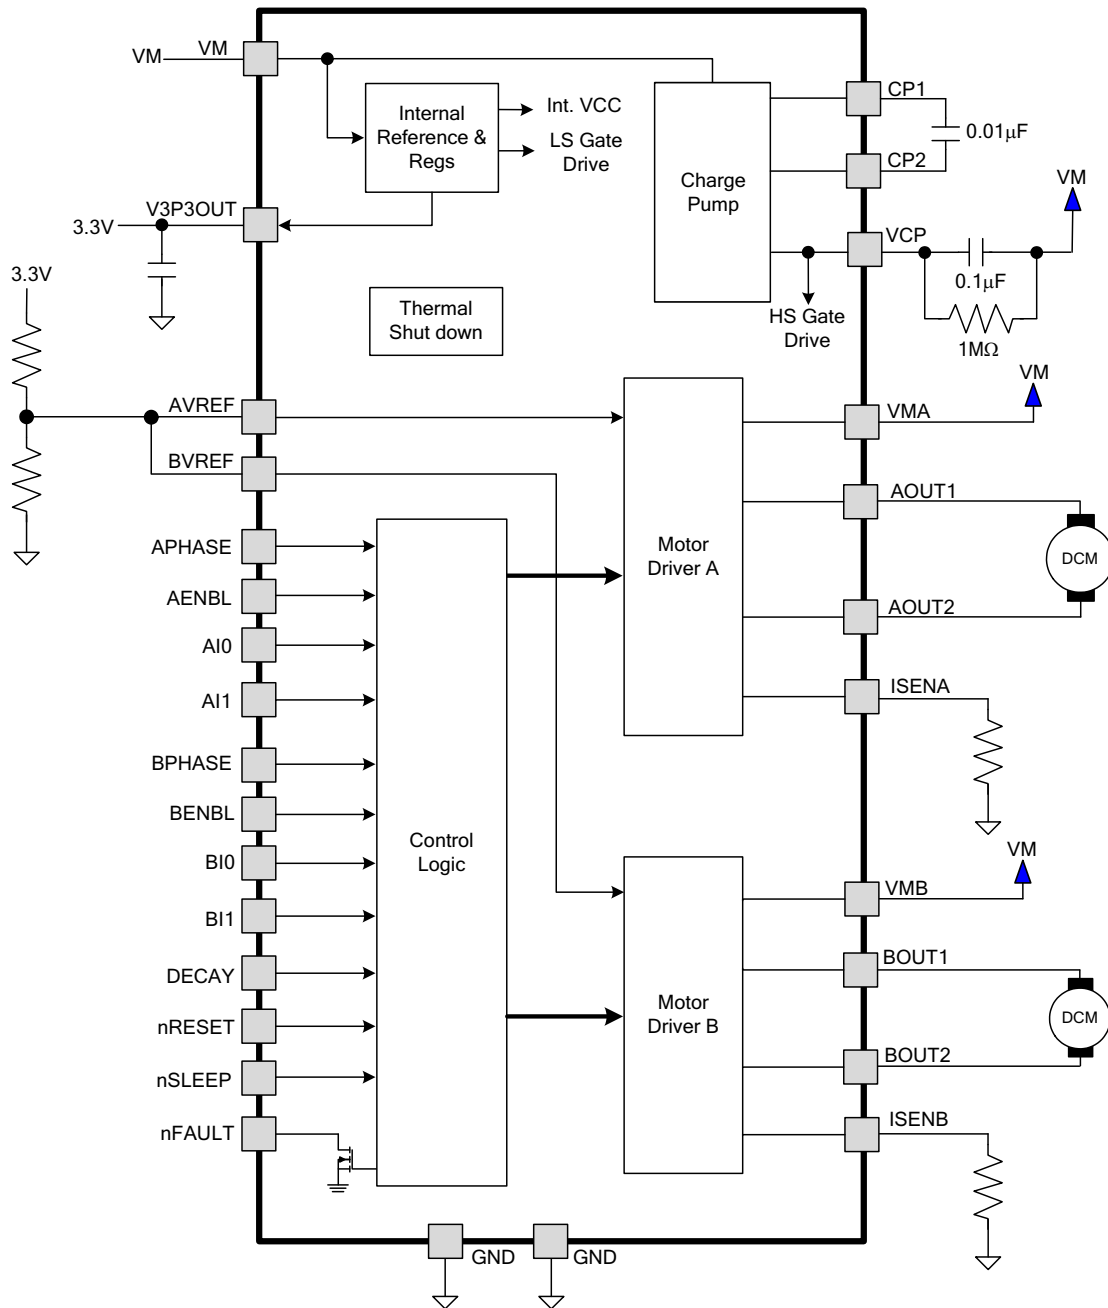 VM
VM
Internal
Reference &
Regs
Int. VCC
LS Gate
Drive
Charge
Pump
CP1
0.01µF
CP2
VM
V3P3OUT
3.3V
VCP
3.3V
0.1µF
HS Gate
Drive
1MΩ
Thermal
Shut down
VM
AVREF
VMA
BVREF
AOUT1
APHASE
Motor
Driver A
DCM
AENBL
AOUT2
AI0
AI1
ISENA
BPHASE
BENBL
Control
Logic
BI0
VM
VMB
BI1
BOUT1
DECAY
Motor
Driver B
DCM
nRESET
BOUT2
nSLEEP
ISENB
nFAULT
GND
GND